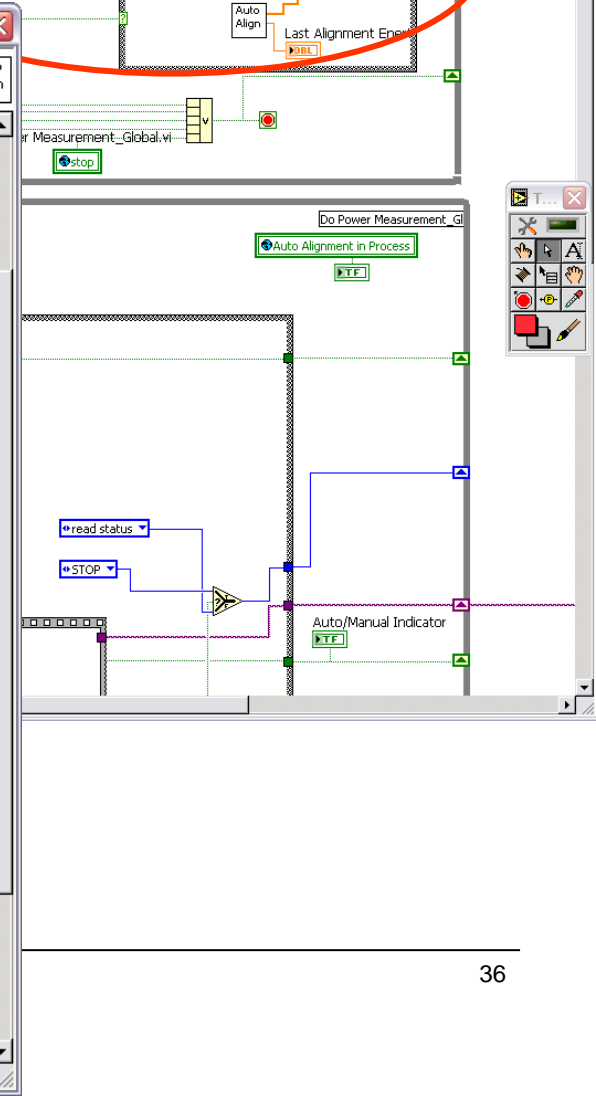 Auto
Align
Last Alignment Ener
DBL
?
v
r Measurement_Global.vi
stop
T...
Do Power Measurement_Gl
Auto Alignment in Process
TF
A
P
read status
STOP
?
T
F
Auto/Manual Indicator
TF
36